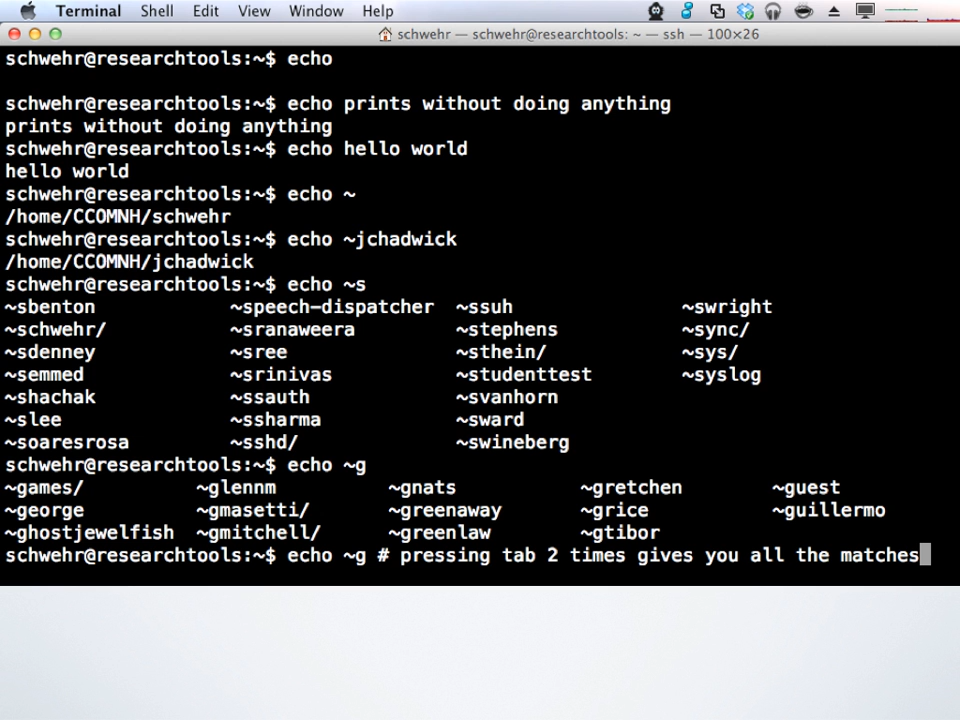 Terminal Shell Edit View Window Help
schwehr — schwehr@researchtools: ~ — ssh — 100×26
schwehr@researchtools:~$ echo
schwehr@researchtools:~$ echo prints without doing anything
prints without doing anything
schwehr@researchtools:~$ echo hello world
hello world
schwehr@researchtools:~$ echo ~
/home/CCOMNH/schwehr
schwehr@researchtools:~$ echo ~jchadwick
/home/CCOMNH/jchadwick
schwehr@researchtools:~$ echo ~s
~sbenton ~speech-dispatcher ~ssuh ~swright
~schwehr/ ~sranaweera ~stephens ~sync/
~sdenney ~sree ~sthein/ ~sys/
~semmed ~srinivas ~studenttest ~syslog
~shachak ~ssauth ~svanhorn
~slee ~ssharma ~sward
~soaresrosa ~sshd/ ~swineberg
schwehr@researchtools:~$ echo ~g
~games/ ~glennm ~gnats ~gretchen ~guest
~george ~gmasetti/ ~greenaway ~grice ~guillermo
~ghostjewelfish ~gmitchell/ ~greenlaw ~gtibor
schwehr@researchtools:~$ echo ~g # pressing tab 2 times gives you all the matches